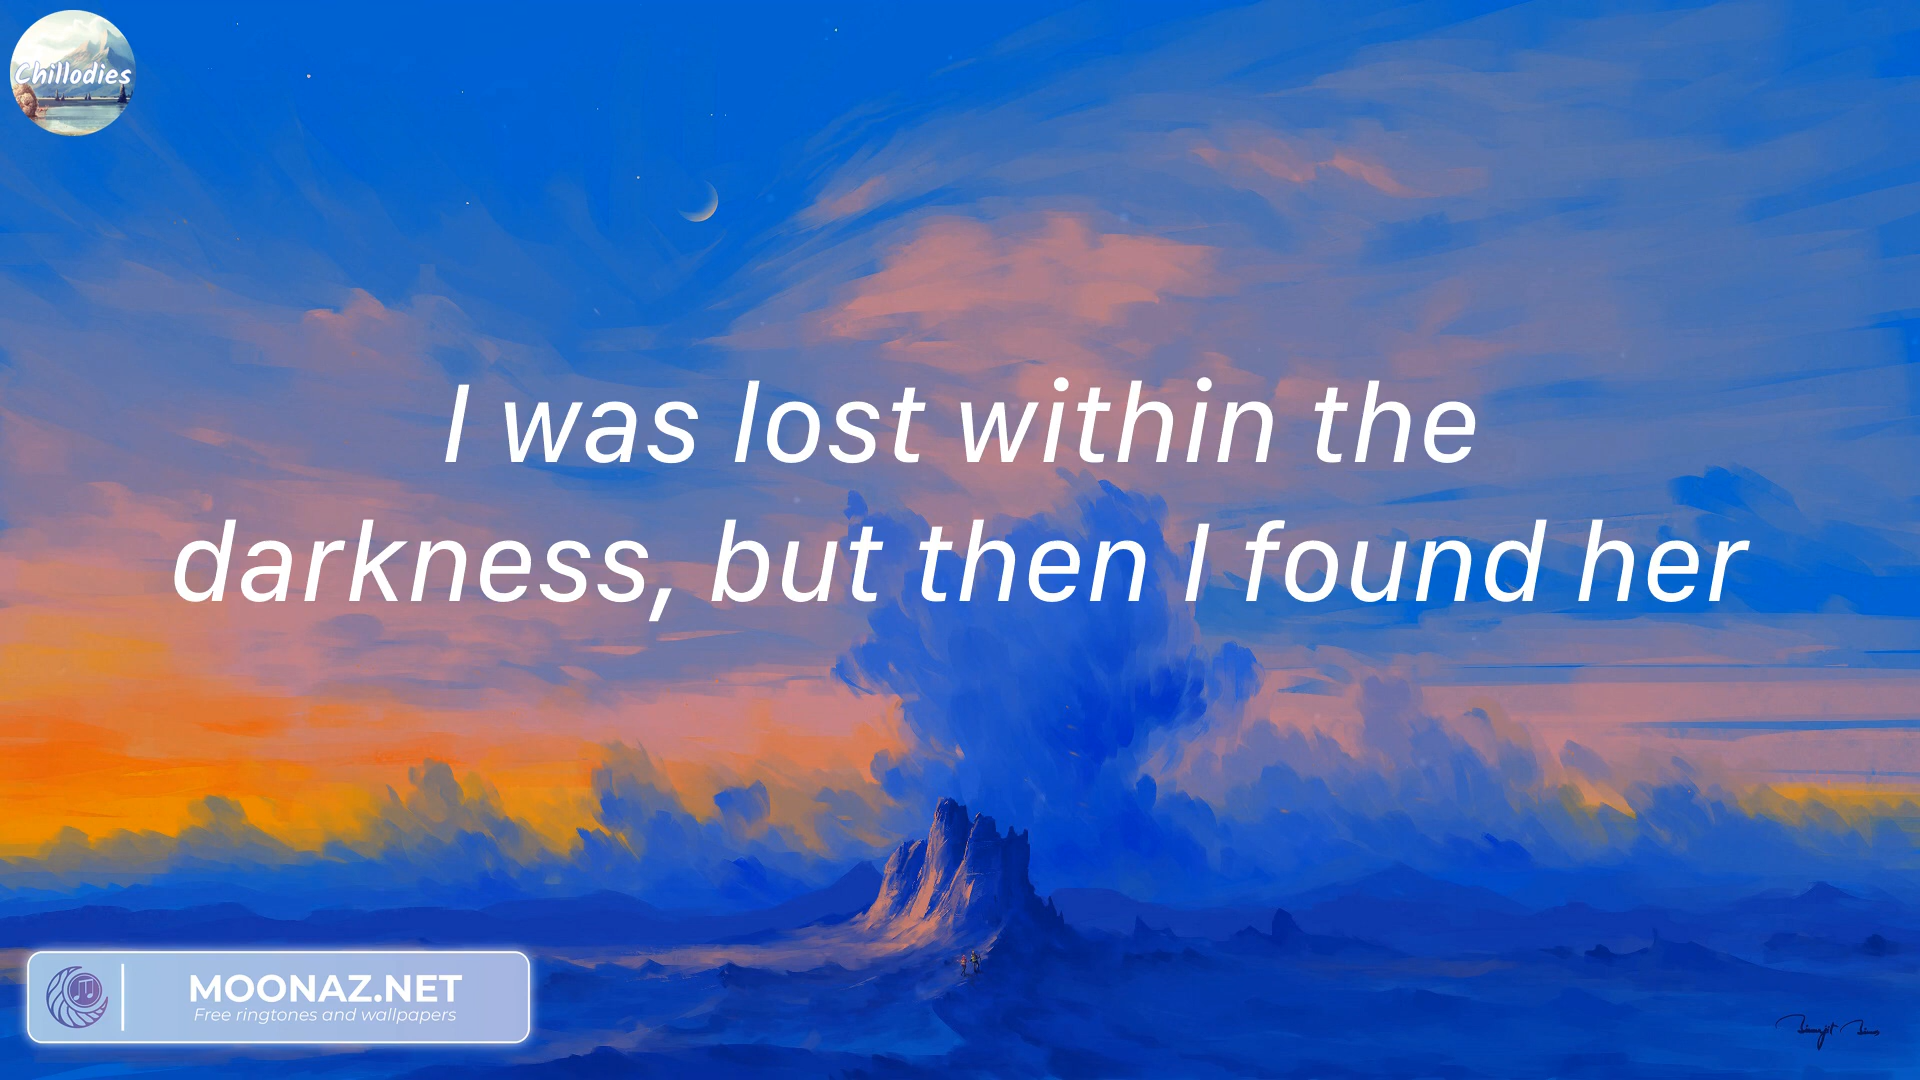 Chillodies
I was lost within the
darkness, but then I found her
MOONAZ.NET
Free ringtones and wallpapers